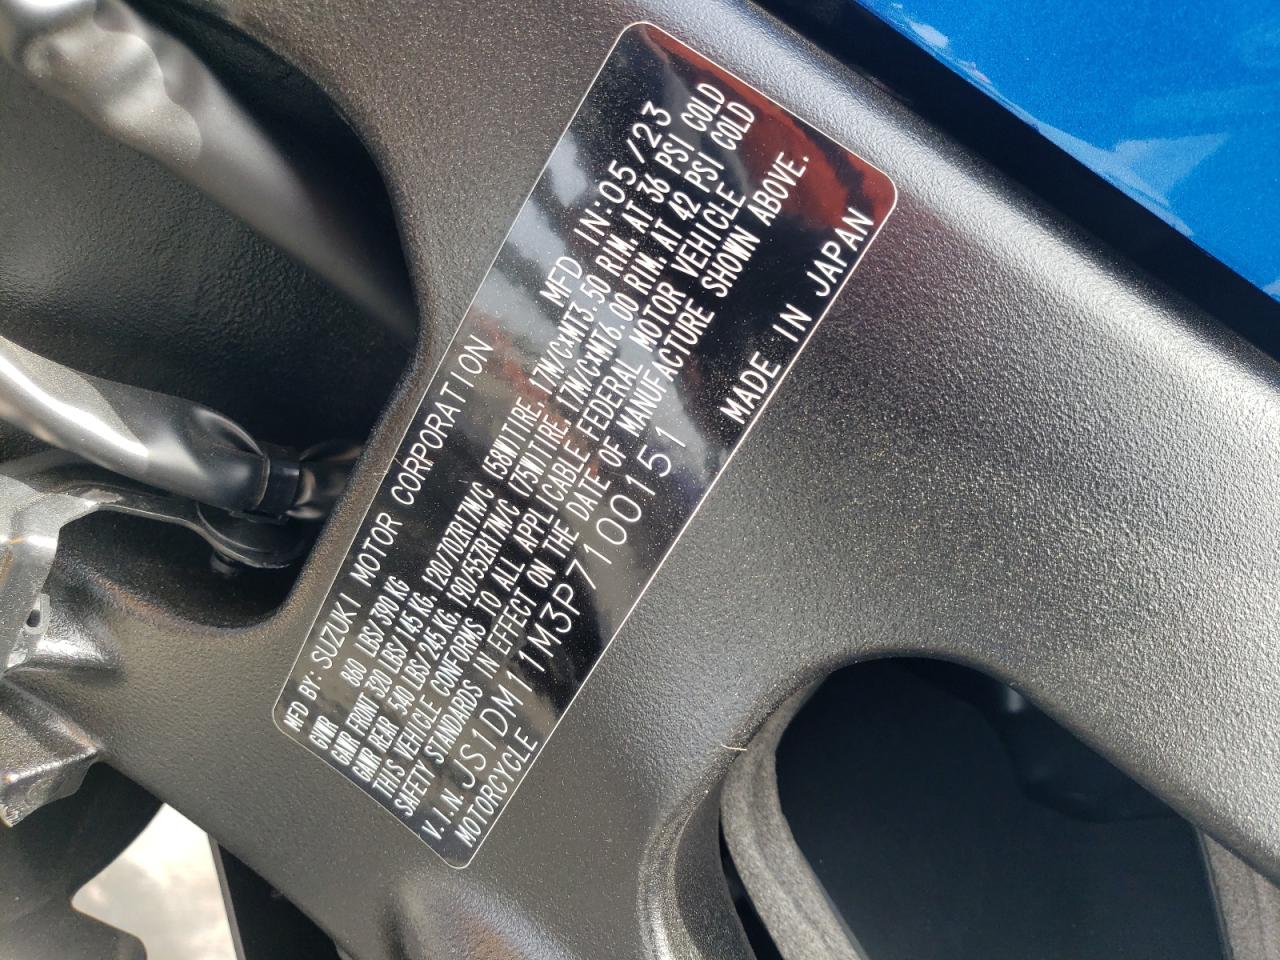 MFD BY: SUZUKI MOTOR CORPORATION MFD IN:05/23
GVWR 860 LBS/390 KG
GAWR FRONT 320 LBS/145 KG. 120/70ZR17M/C (58W)TIRE. 17M/CXMT3.50 RIM. AT 36 PSI COLD
GAWR REAR 540 LBS/245 KG. 190/55ZR17M/C (75W)TIRE. 17M/CXMT6.00 RIM. AT 42 PSI COLD
THIS VEHICLE CONFORMS TO ALL APPLICABLE FEDERAL MOTOR VEHICLE
SAFETY STANDARDS IN EFFECT ON THE DATE OF MANUFACTURE SHOWN ABOVE.
V.I.N. JS1DM11M3P7100151
MOTORCYCLE MADE IN JAPAN